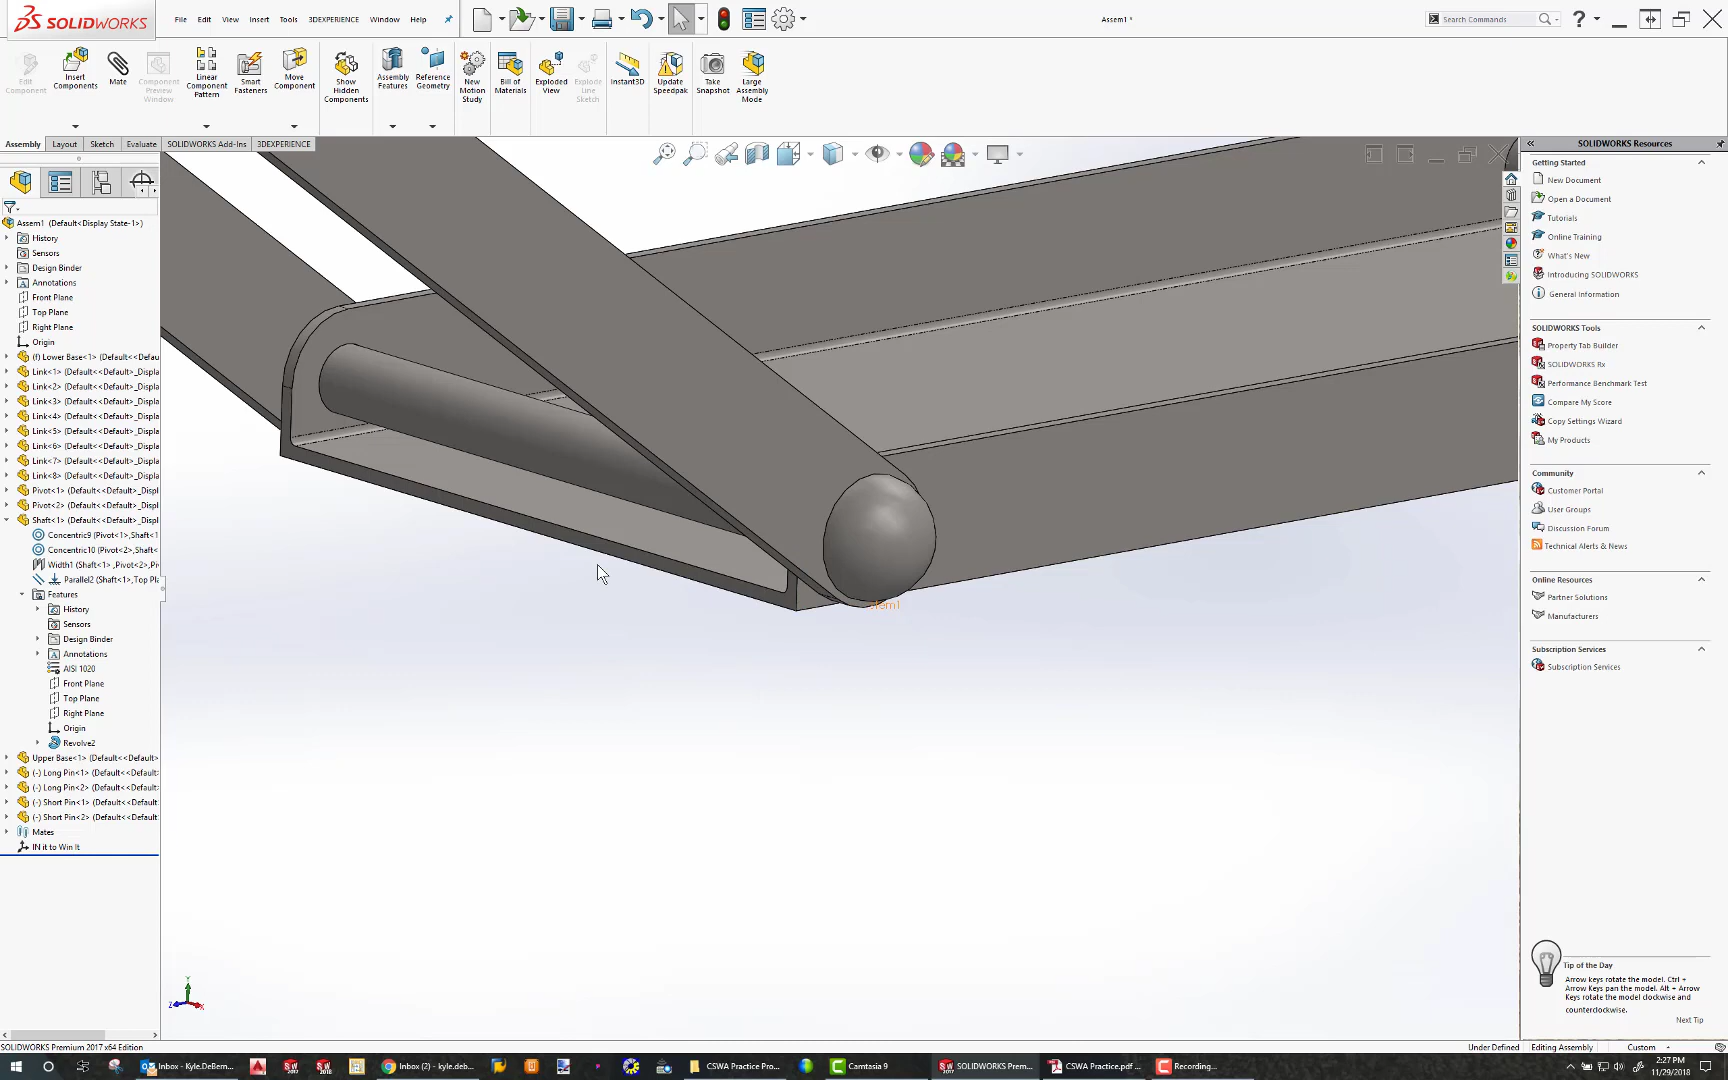 SOLIDWORKS File Edit View Insert Tools 3DEXPERIENCE Window Help
Assem1 *
Search Commands
Edit Component
Insert Components
Mate
Component Preview Window
Linear Component Pattern
Smart Fasteners
Move Component
Show Hidden Components
Assembly Features
Reference Geometry
New Motion Study
Bill of Materials
Exploded View
Explode Line Sketch
Instant3D
Update Speedpak
Take Snapshot
Large Assembly Mode
Assembly Layout Sketch Evaluate SOLIDWORKS Add-Ins 3DEXPERIENCE
Assem1 (Default<Display State-1>)
History
Sensors
Design Binder
Annotations
Front Plane
Top Plane
Right Plane
Origin
(f) Lower Base<1> (Default<<Defau
Link<1> (Default<<Default>_Displa
Link<2> (Default<<Default>_Displa
Link<3> (Default<<Default>_Displa
Link<4> (Default<<Default>_Displa
Link<5> (Default<<Default>_Displa
Link<6> (Default<<Default>_Displa
Link<7> (Default<<Default>_Displa
Link<8> (Default<<Default>_Displa
Pivot<1> (Default<<Default>_Displ
Pivot<2> (Default<<Default>_Displ
Shaft<1> (Default<<Default>_Displ
Concentric9 (Pivot<1>,Shaft<1
Concentric10 (Pivot<2>,Shaft<
Width1 (Shaft<1> ,Pivot<2>,Pi
Parallel2 (Shaft<1>,Top Pla
Features
History
Sensors
Design Binder
Annotations
AISI 1020
Front Plane
Top Plane
Right Plane
Origin
Revolve2
Upper Base<1> (Default<<Default>
(-) Long Pin<1> (Default<<Default>
(-) Long Pin<2> (Default<<Default>
(-) Short Pin<1> (Default<<Default
(-) Short Pin<2> (Default<<Default
Mates
IN it to Win It
Y
Z
X
SOLIDWORKS Resources
Getting Started
New Document
Open a Document
Tutorials
Online Training
What's New
Introducing SOLIDWORKS
General Information
SOLIDWORKS Tools
Property Tab Builder
SOLIDWORKS Rx
Performance Benchmark Test
Compare My Score
Copy Settings Wizard
My Products
Community
Customer Portal
User Groups
Discussion Forum
Technical Alerts & News
Online Resources
Partner Solutions
Manufacturers
Subscription Services
Subscription Services
Tip of the Day
Arrow keys rotate the model. Ctrl +
Arrow Keys pan the model. Alt + Arrow
Keys rotate the model clockwise and
counterclockwise.
Next Tip
SOLIDWORKS Premium 2017 x64 Edition
Under Defined Editing Assembly Custom
Inbox - Kyle.DeBern...
Inbox (2) - kyle.deb...
CSWA Practice Pro...
Camtasia 9
SOLIDWORKS Prem...
CSWA Practice.pdf ...
Recording...
2:27 PM
11/29/2018